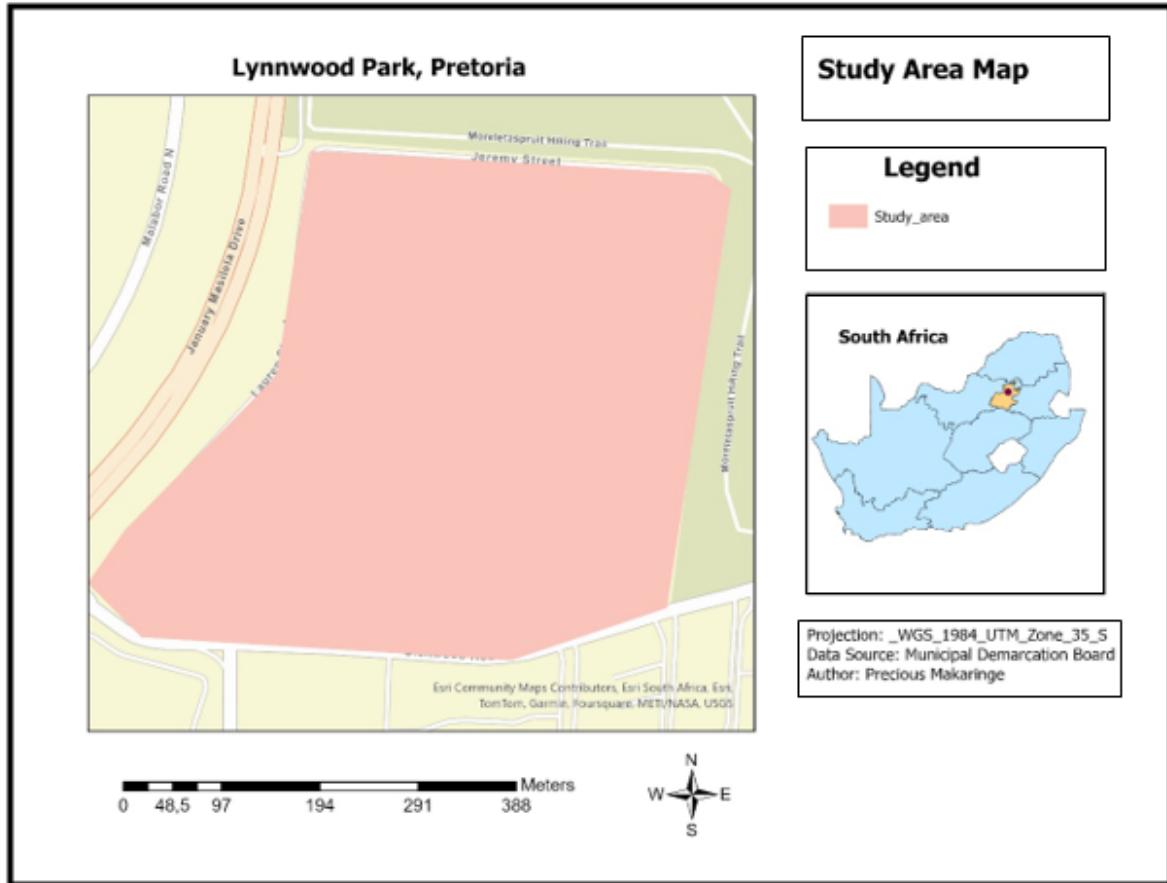 Lynnwood Park, Pretoria
Study Area Map
Legend
Study_area
Moreletaspruit Hiking Trail
Jeremy Street
Malabor Road N
January Masilela Drive
Moreletaspruit Hiking Trail
Esri Community Maps Contributors, Esri South Africa, Esri,
TomTom, Garmin, Foursquare, METI/NASA, USGS
South Africa
Projection: _WGS_1984_UTM_Zone_35_S
Data Source: Municipal Demarcation Board
Author: Precious Makaringe
Meters
0 48,5 97 194 291 388
N
W E
S